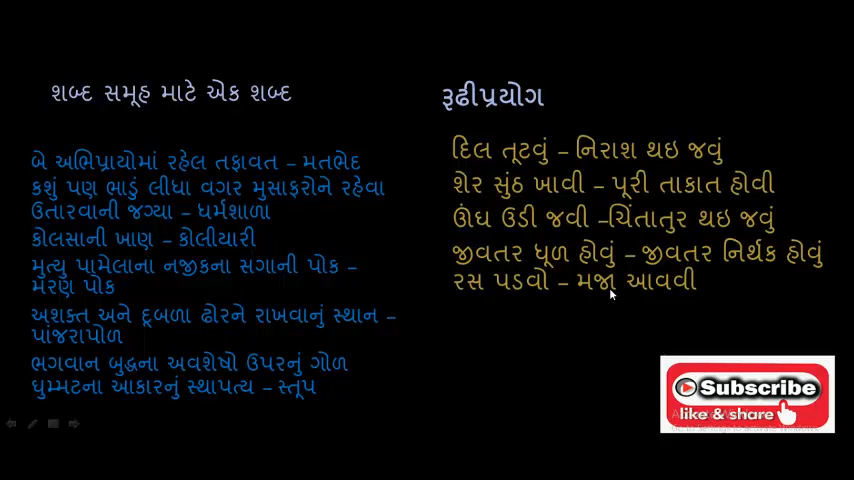 શબ્દ સમૂહ માટે એક શબ્દ
બે અભિપ્રાયોમાં રહેલ તફાવત – મતભેદ
કશું પણ ભાડું લીધા વગર મુસાફરોને રહેવા
ઉતારવાની જગ્યા – ધર્મશાળા
કોલસાની ખાણ – કોલીયારી
મુત્યુ પામેલાના નજીકના સગાની પોક –
મરણ પોક
અશક્ત અને દૂબળા ઢોરને રાખવાનું સ્થાન –
પાંજરાપોળ
ભગવાન બુદ્ધના અવશેષો ઉપરનું ગોળ
ઘુમ્મટના આકારનું સ્થાપત્ય – સ્તૂપ
રૂઢીપ્રયોગ
દિલ તૂટવું – નિરાશ થઇ જવું
શેર સુંઠ ખાવી – પૂરી તાકાત હોવી
ઊંઘ ઉડી જવી –ચિંતાતુર થઇ જવું
જીવતર ધૂળ હોવું – જીવતર નિર્થક હોવું
રસ પડવો – મજા આવવી
Subscribe
like & share